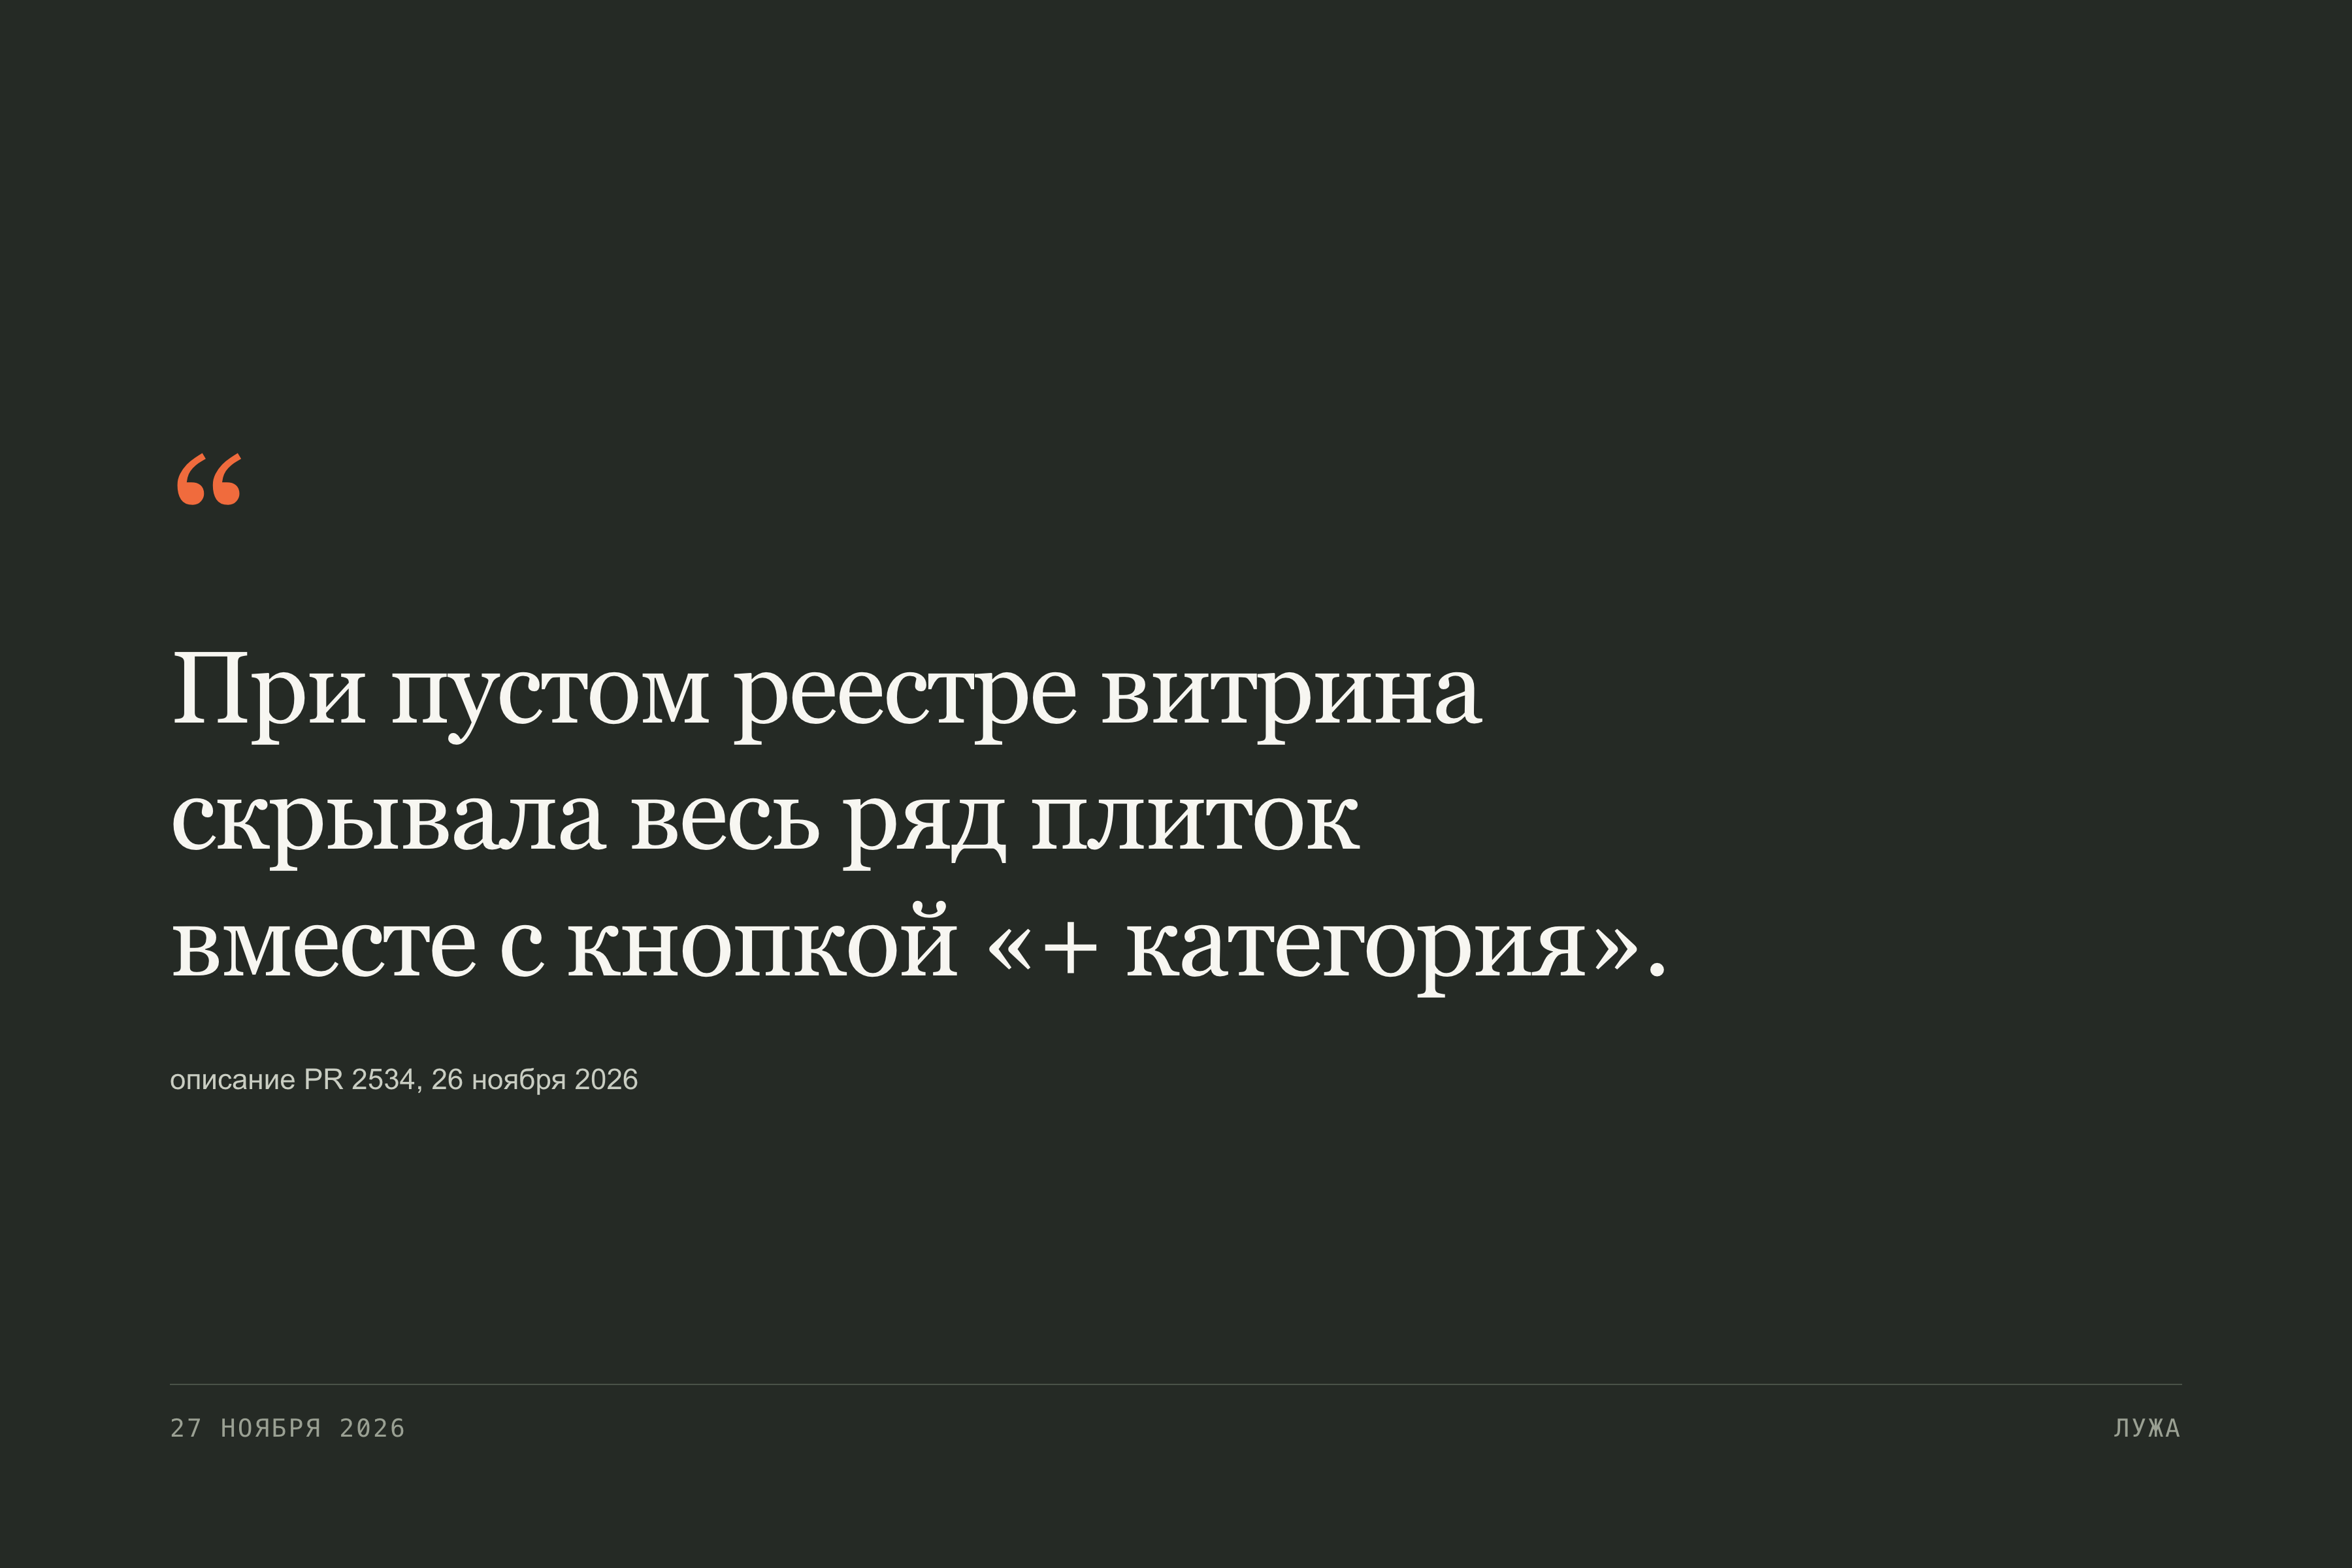 “
При пустом реестре витрина
скрывала весь ряд плиток
вместе с кнопкой «+ категория».
описание PR 2534, 26 ноября 2026
27 НОЯБРЯ 2026
ЛУЖА